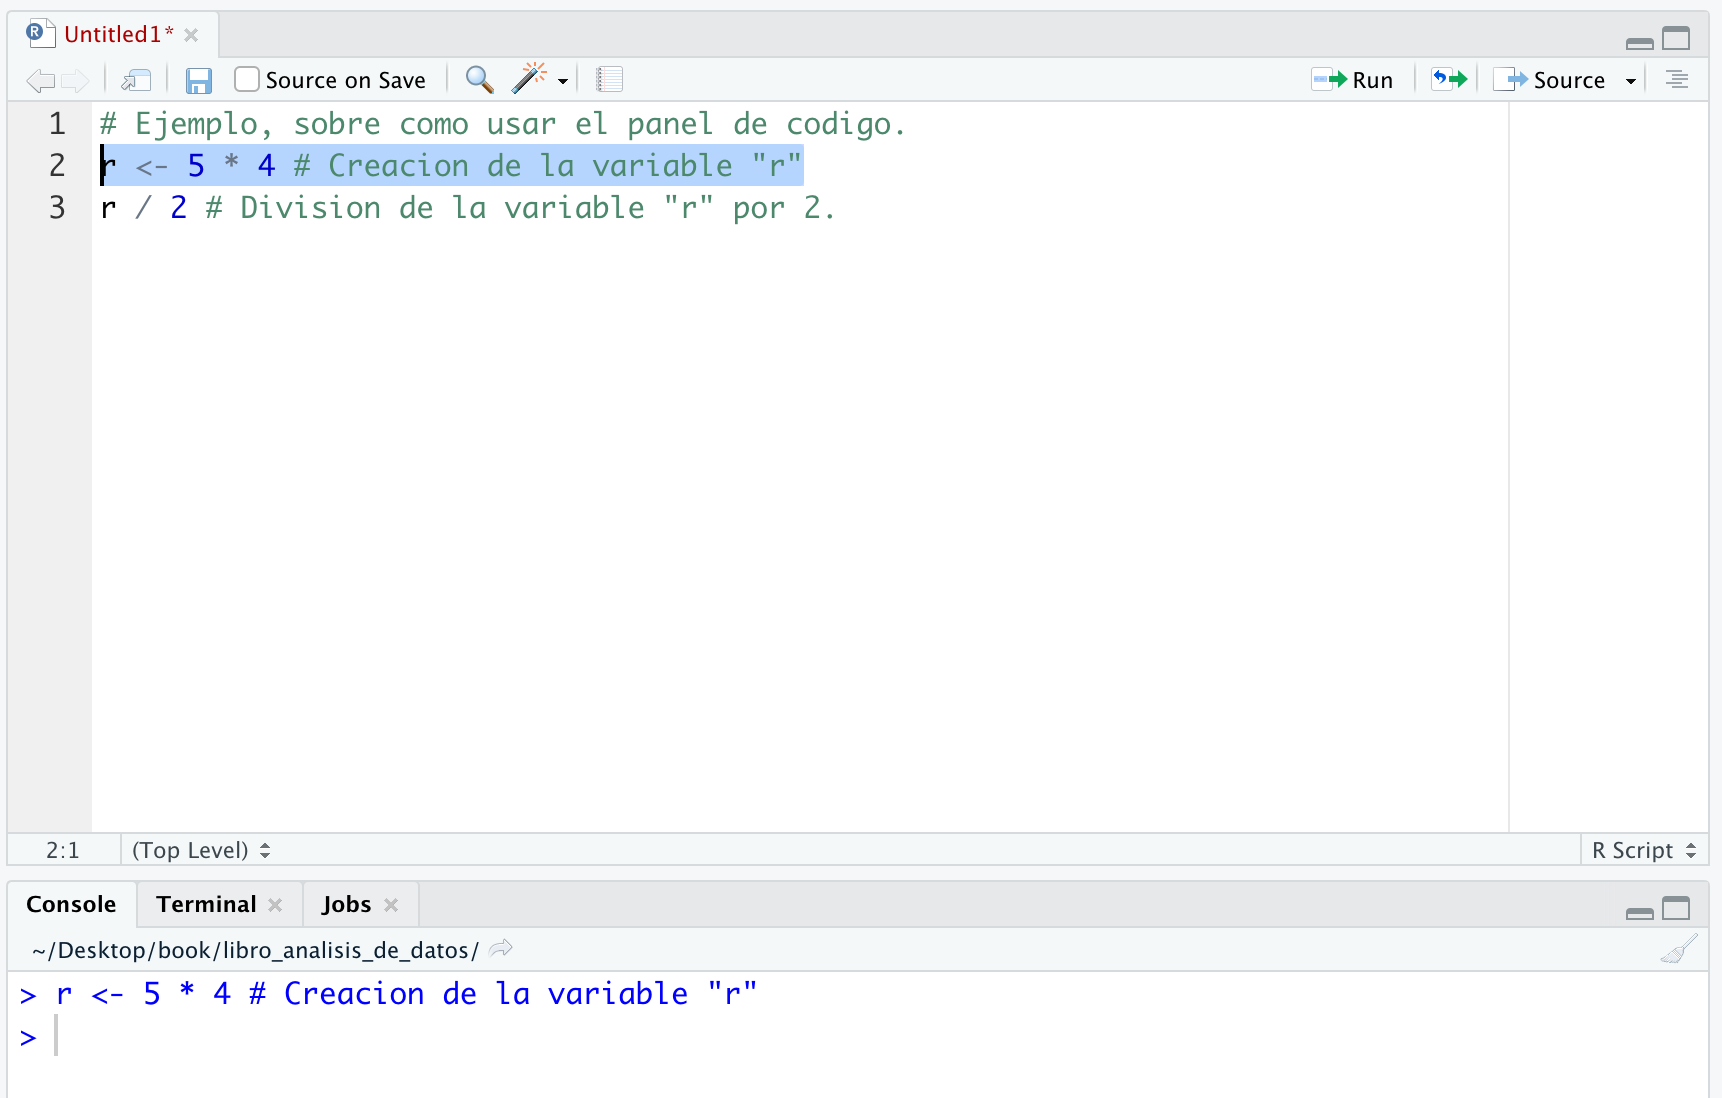 Untitled1*
Source on Save Run Source
1 # Ejemplo, sobre como usar el panel de codigo.
2 r <- 5 * 4 # Creacion de la variable "r"
3 r / 2 # Division de la variable "r" por 2.
2:1 (Top Level) R Script
Console Terminal Jobs
~/Desktop/book/libro_analisis_de_datos/
> r <- 5 * 4 # Creacion de la variable "r"
>